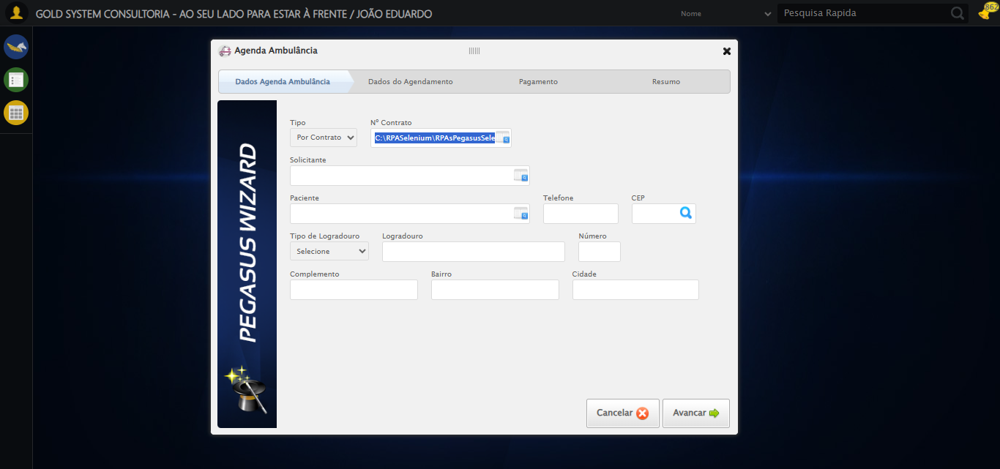 GOLD SYSTEM CONSULTORIA - AO SEU LADO PARA ESTAR À FRENTE / JOÃO EDUARDO
Nome
Pesquisa Rapida
862
Agenda Ambulância
Dados Agenda Ambulância
Dados do Agendamento
Pagamento
Resumo
PEGASUS WIZARD
Tipo
Nº Contrato
Por Contrato
C:\RPASelenium\RPAsPegasusSele
Solicitante
Paciente
Telefone
CEP
Tipo de Logradouro
Logradouro
Número
Selecione
Complemento
Bairro
Cidade
Cancelar
Avancar